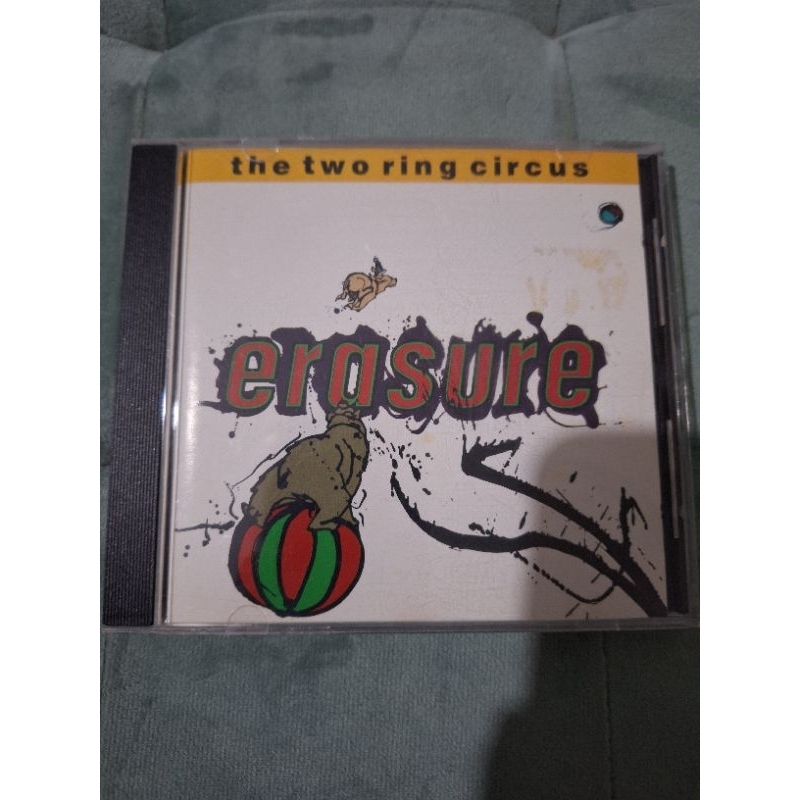 the two ring circus
erasure